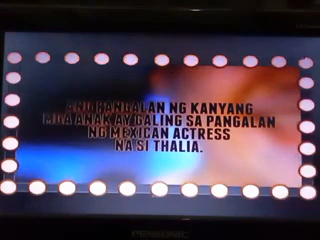 ANG PANGALAN NG KANYANG
MGA ANAK AY GALING SA PANGALAN
NG MEXICAN ACTRESS
NA SI THALIA.
PENSONIC